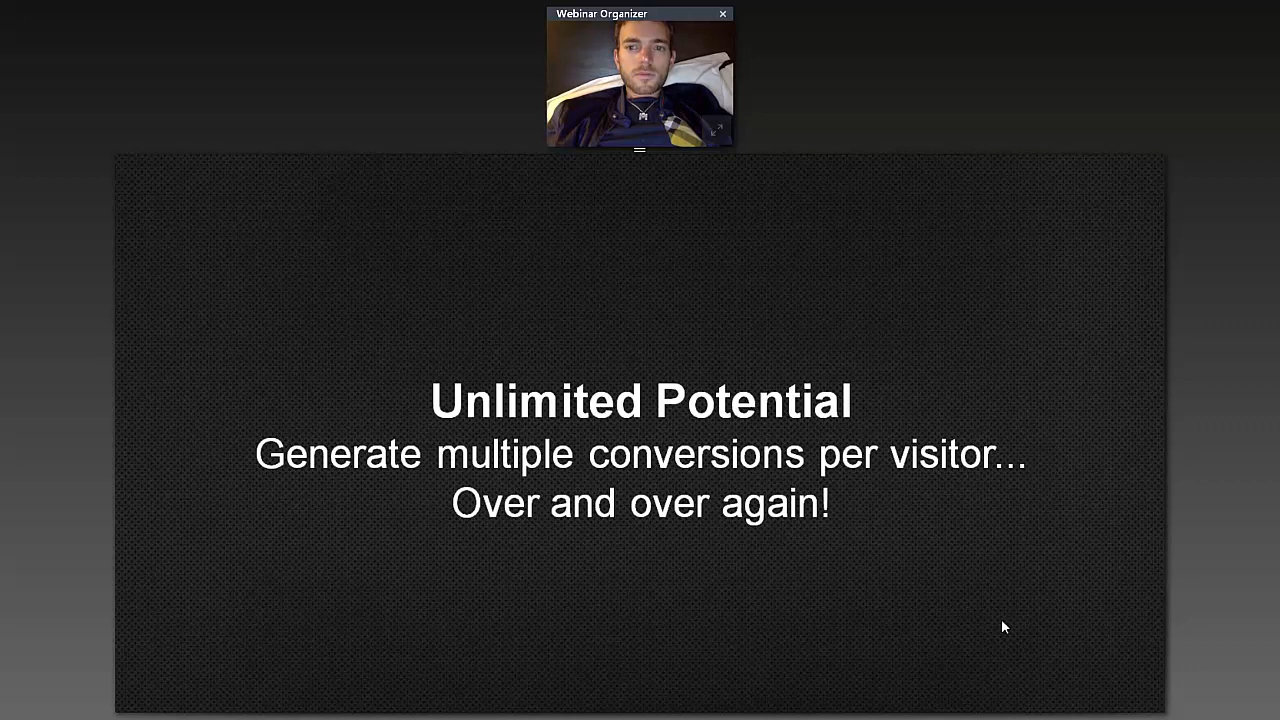 Webinar Organizer
Unlimited Potential
Generate multiple conversions per visitor...
Over and over again!